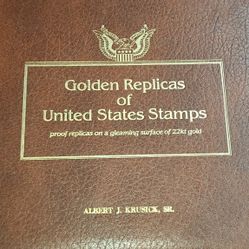 Golden Replicas
of
United States Stamps
proof replicas on a gleaming surface of 22kt gold
ALBERT J. KRUSICK, SR.